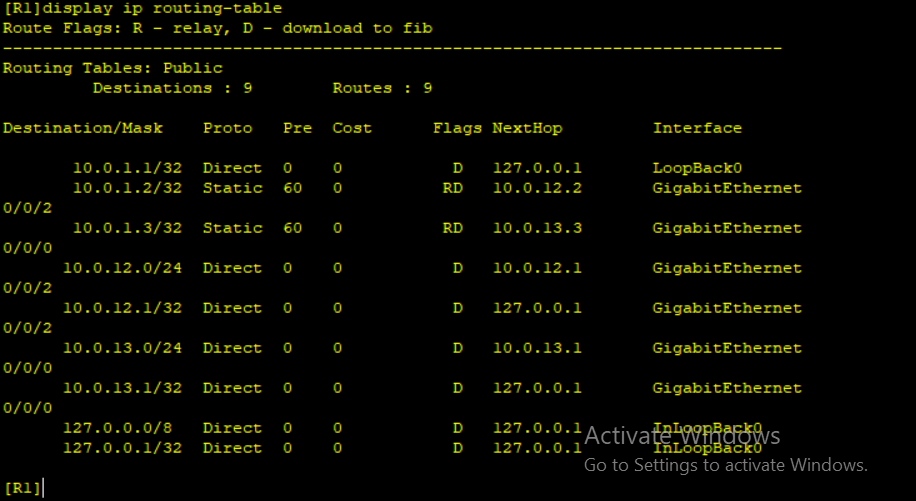 [R1]display ip routing-table
Route Flags: R - relay, D - download to fib
------------------------------------------------------------------------------
Routing Tables: Public
         Destinations : 9        Routes : 9

Destination/Mask    Proto   Pre  Cost         Flags NextHop         Interface

       10.0.1.1/32  Direct  0    0              D   127.0.0.1       LoopBack0
       10.0.1.2/32  Static  60   0             RD   10.0.12.2       GigabitEthernet
0/0/2
       10.0.1.3/32  Static  60   0             RD   10.0.13.3       GigabitEthernet
0/0/0
      10.0.12.0/24  Direct  0    0              D   10.0.12.1       GigabitEthernet
0/0/2
      10.0.12.1/32  Direct  0    0              D   127.0.0.1       GigabitEthernet
0/0/2
      10.0.13.0/24  Direct  0    0              D   10.0.13.1       GigabitEthernet
0/0/0
      10.0.13.1/32  Direct  0    0              D   127.0.0.1       GigabitEthernet
0/0/0
      127.0.0.0/8   Direct  0    0              D   127.0.0.1       InLoopBack0
      127.0.0.1/32  Direct  0    0              D   127.0.0.1       InLoopBack0
Activate Windows
Go to Settings to activate Windows.
[R1]